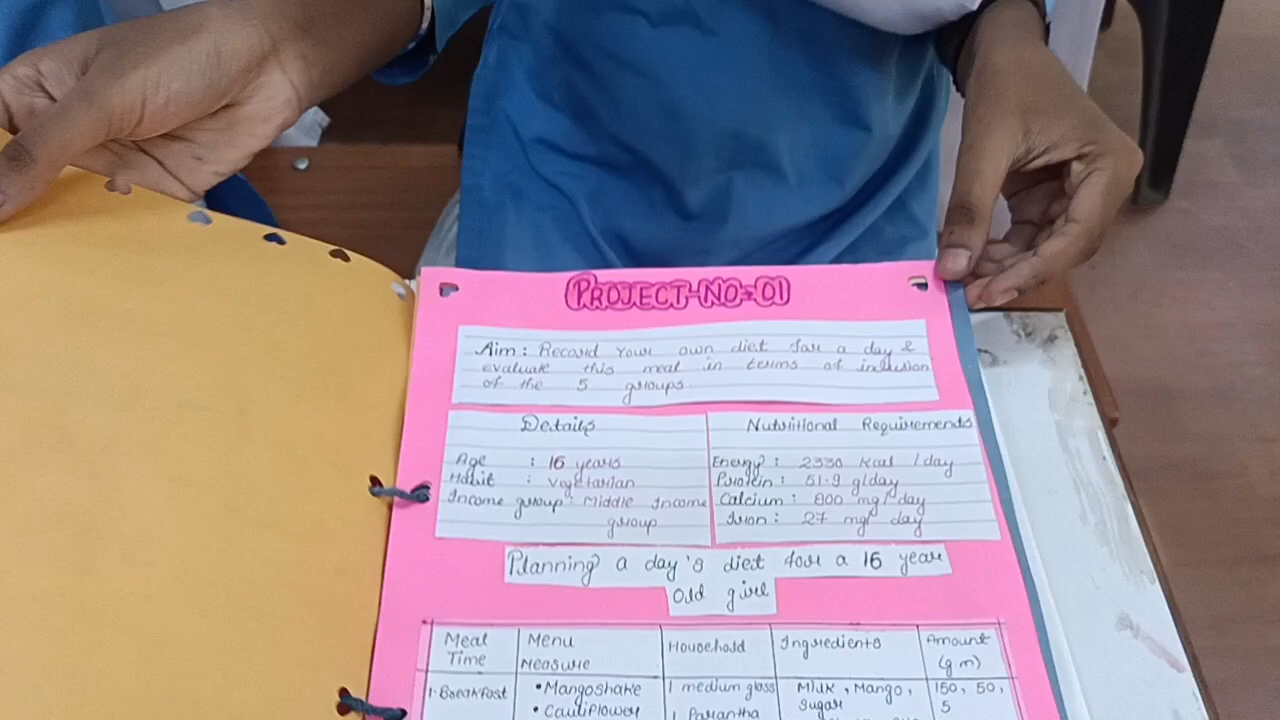 PROJECT-NO-01
Aim: Record Your own diet for a day &
evaluate this meal in terms of inclusion
of the 5 groups.
Details
Age : 16 years
Habit : Vegetarian
Income group: Middle Income
group
Nutritional Requirements
Energy : 2330 Kcal /day
Protein : 51.9 g/day
Calcium : 800 mg/ day
Iron : 27 mg/ day
Planning a day's diet for a 16 year
Odd girl
Meal Time
Menu Measure
Household
Ingredients
Amount (gm)
1. Breakfast
• Mangoshake
• Cauliflower
1 medium glass
1 Parantha
Milk, Mango,
Sugar
150, 50,
5